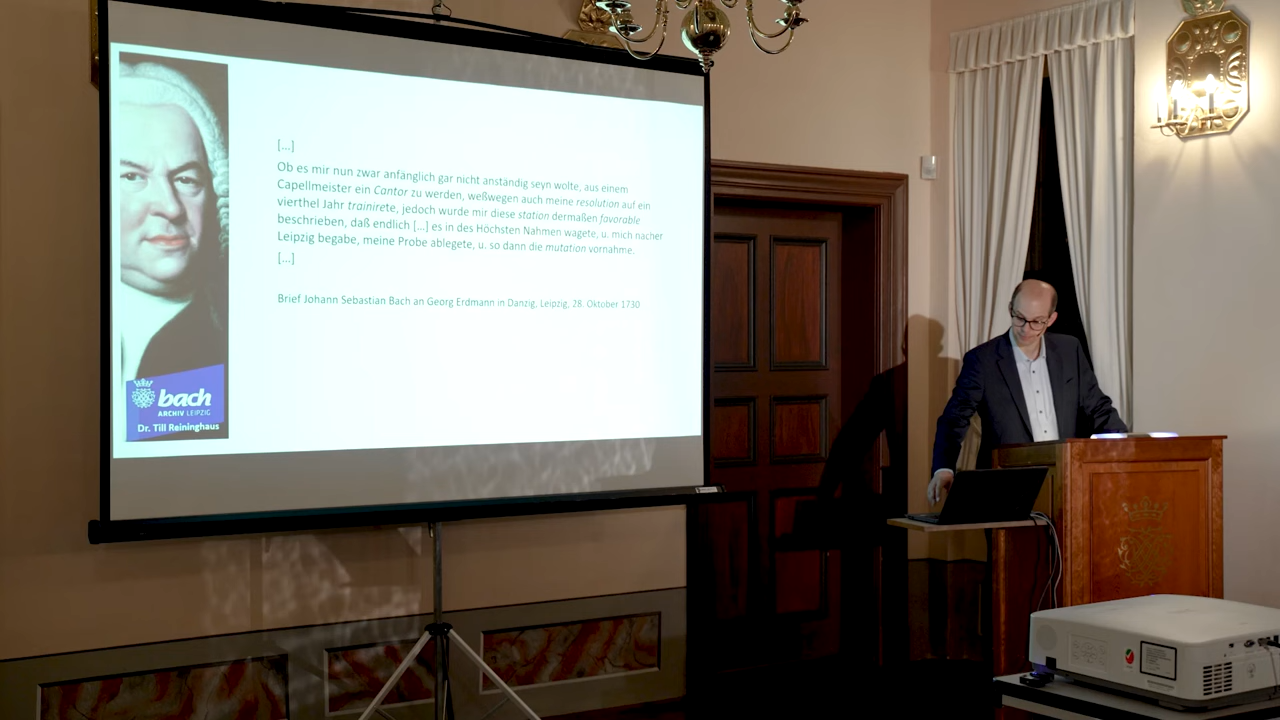 [...]
Ob es mir nun zwar anfänglich gar nicht anständig seyn wolte, aus einem
Capellmeister ein Cantor zu werden, weßwegen auch meine resolution auf ein
vierthel Jahr trainirete, jedoch wurde mir diese station dermaßen favorable
beschrieben, daß endlich [...] es in des Höchsten Nahmen wagete, u. mich nacher
Leipzig begabe, meine Probe ablegete, u. so dann die mutation vornahme.
[...]
Brief Johann Sebastian Bach an Georg Erdmann in Danzig, Leipzig, 28. Oktober 1730
bach
ARCHIV LEIPZIG
Dr. Till Reininghaus